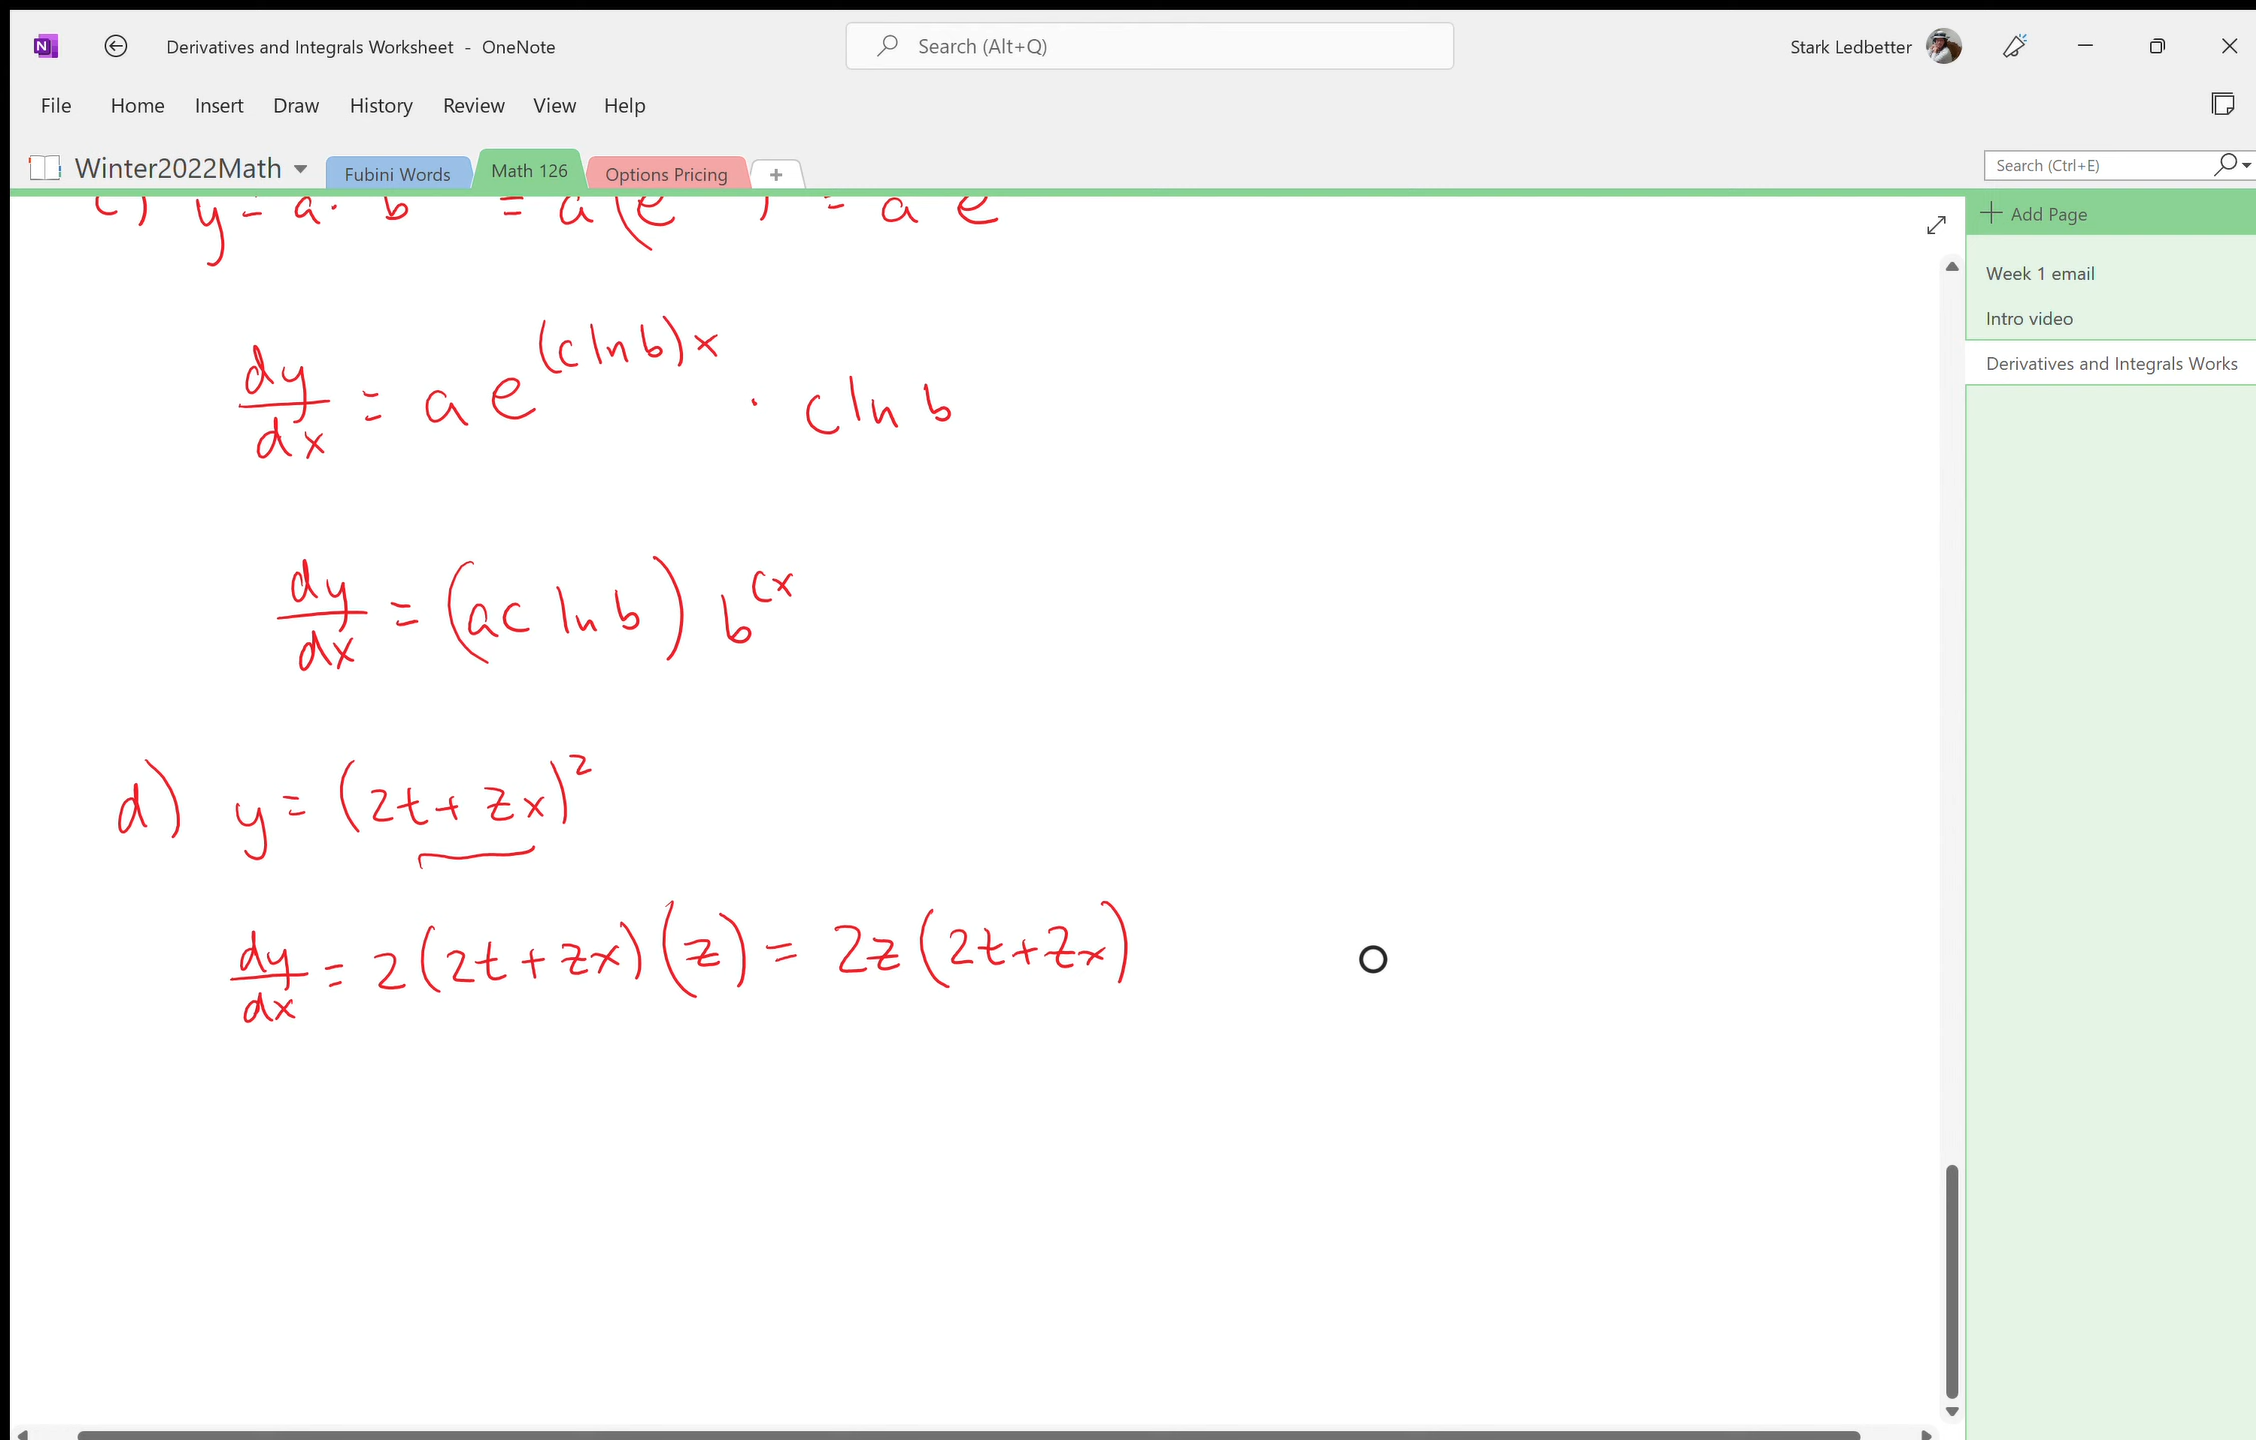 Derivatives and Integrals Worksheet - OneNote
Search (Alt+Q)
Stark Ledbetter
File Home Insert Draw History Review View Help
Winter2022Math
Fubini Words
Math 126
Options Pricing
+
Search (Ctrl+E)
Add Page
Week 1 email
Intro video
Derivatives and Integrals Works
y = a · b = a (e ) = a e
dy/dx = a e^(c ln b)x · c ln b
dy/dx = (ac ln b) b^cx
d) y = (2t + zx)^2
dy/dx = 2(2t + zx)(z) = 2z(2t + zx)